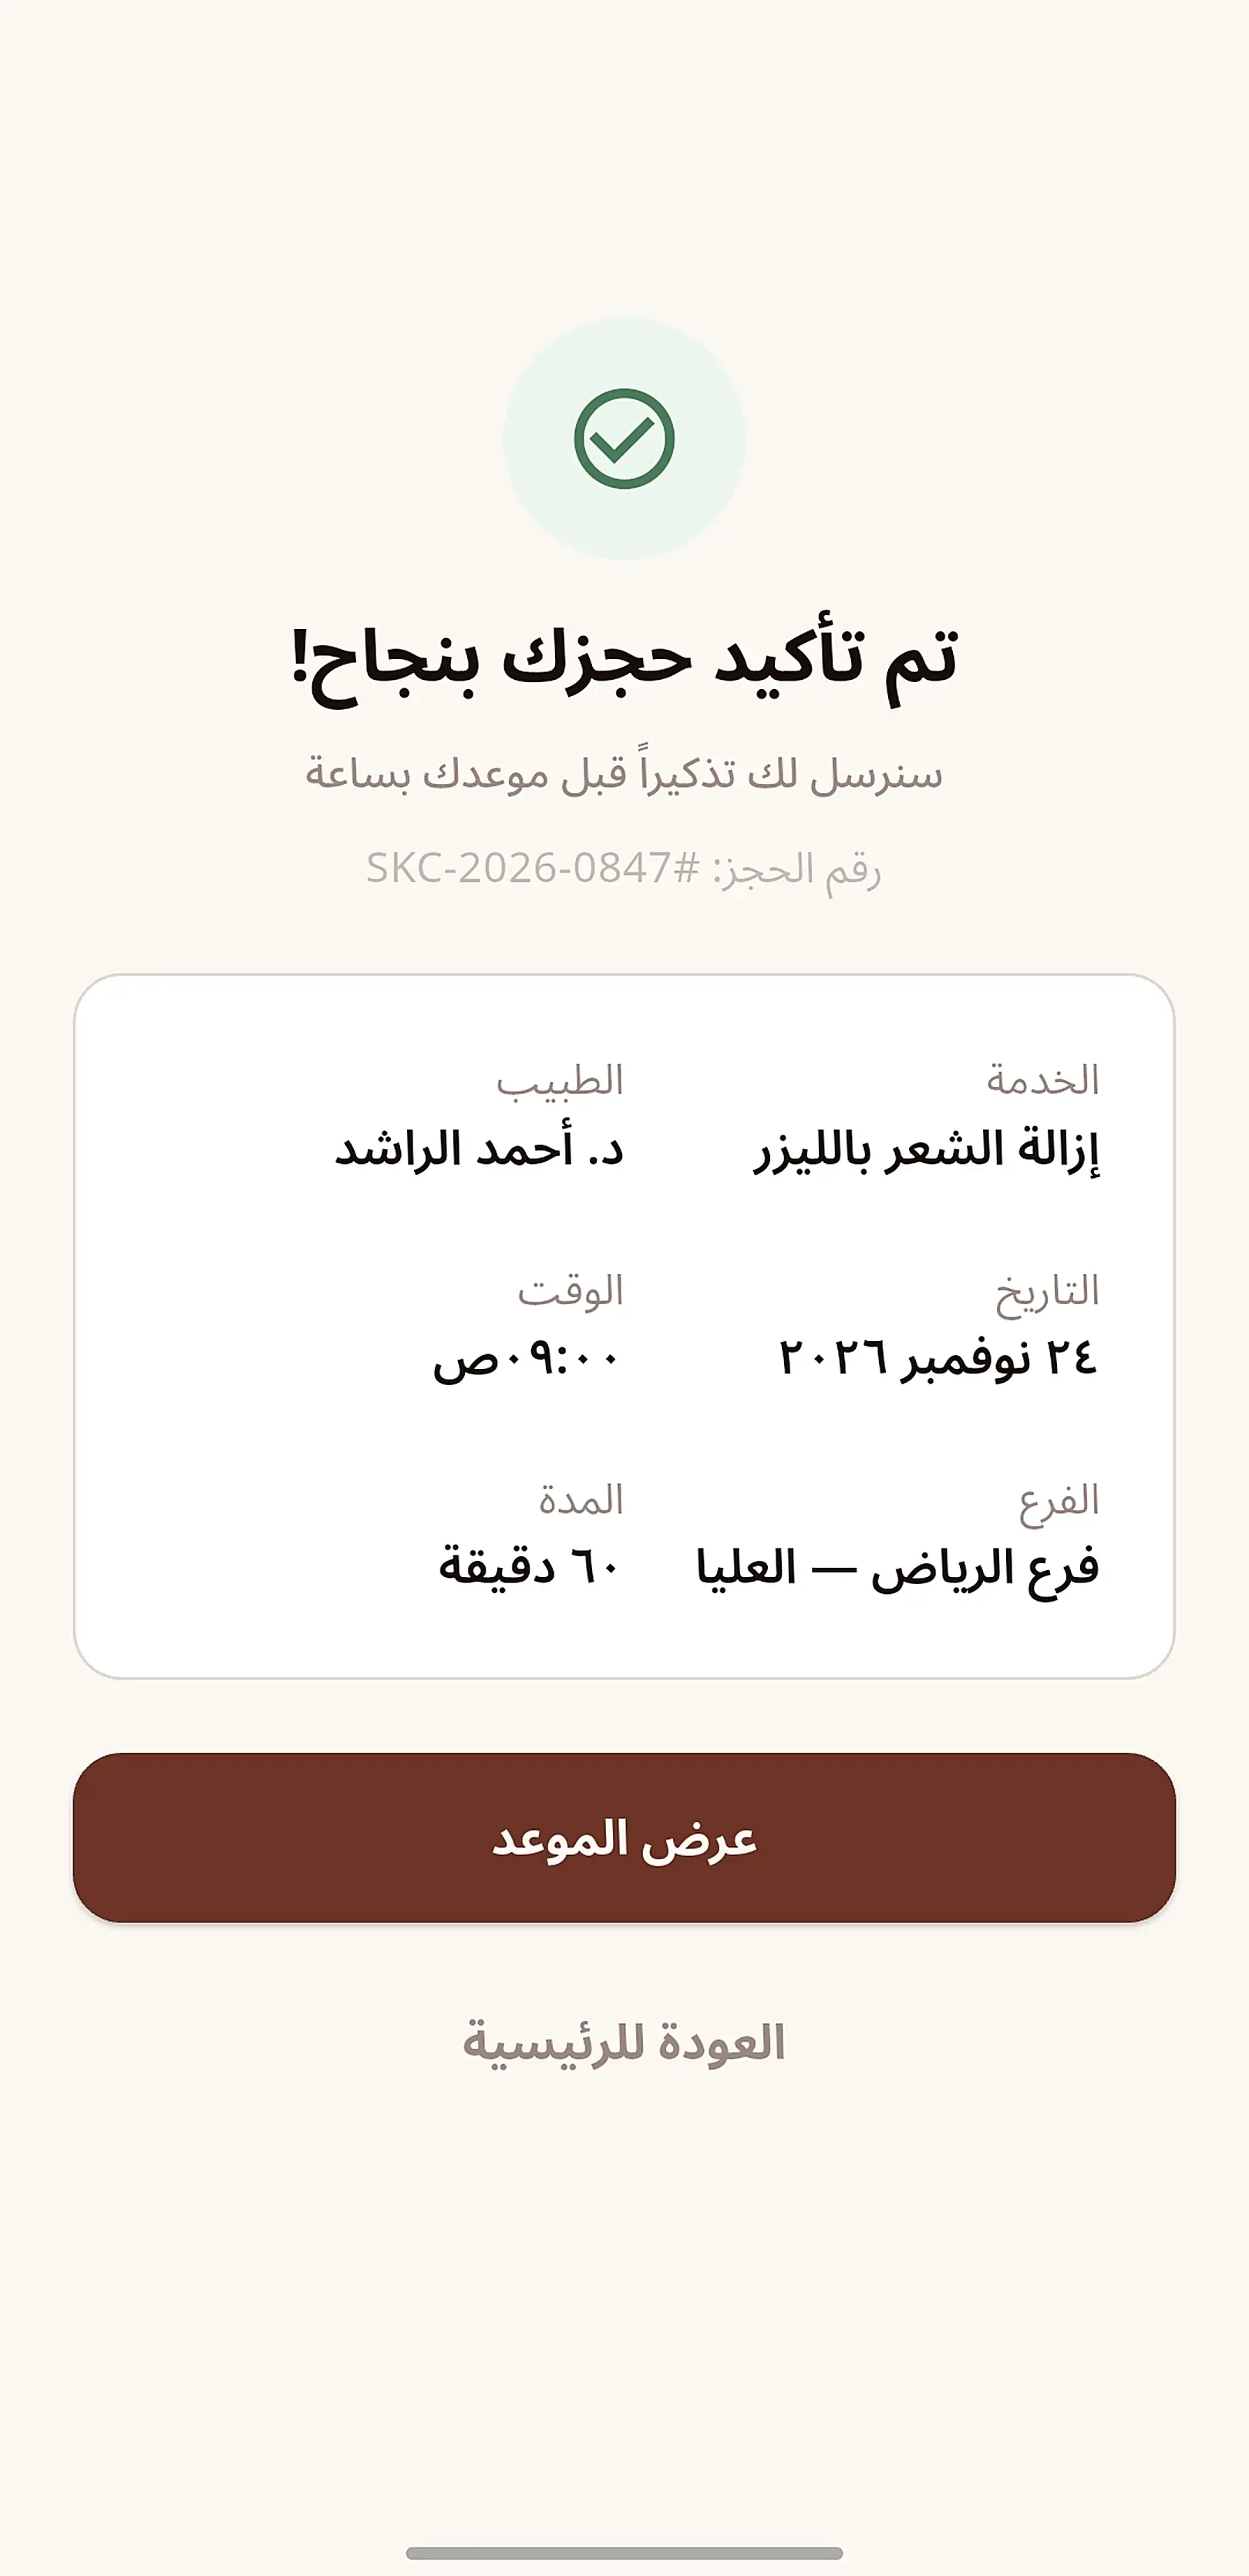 تم تأكيد حجزك بنجاح!
سنرسل لك تذكيراً قبل موعدك بساعة
رقم الحجز: #SKC-2026-0847
الخدمة
إزالة الشعر بالليزر
الطبيب
د. أحمد الراشد
التاريخ
٢٤ نوفمبر ٢٠٢٦
الوقت
٠٩:٠٠ص
الفرع
فرع الرياض — العليا
المدة
٦٠ دقيقة
عرض الموعد
العودة للرئيسية